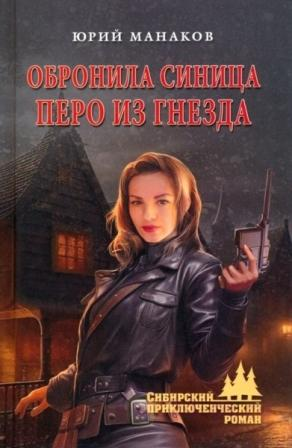 ЮРИЙ МАНАКОВ
ОБРОНИЛА СИНИЦА
ПЕРО ИЗ ГНЕЗДА
СИБИРСКИЙ
ПРИКЛЮЧЕНЧЕСКИЙ
РОМАН